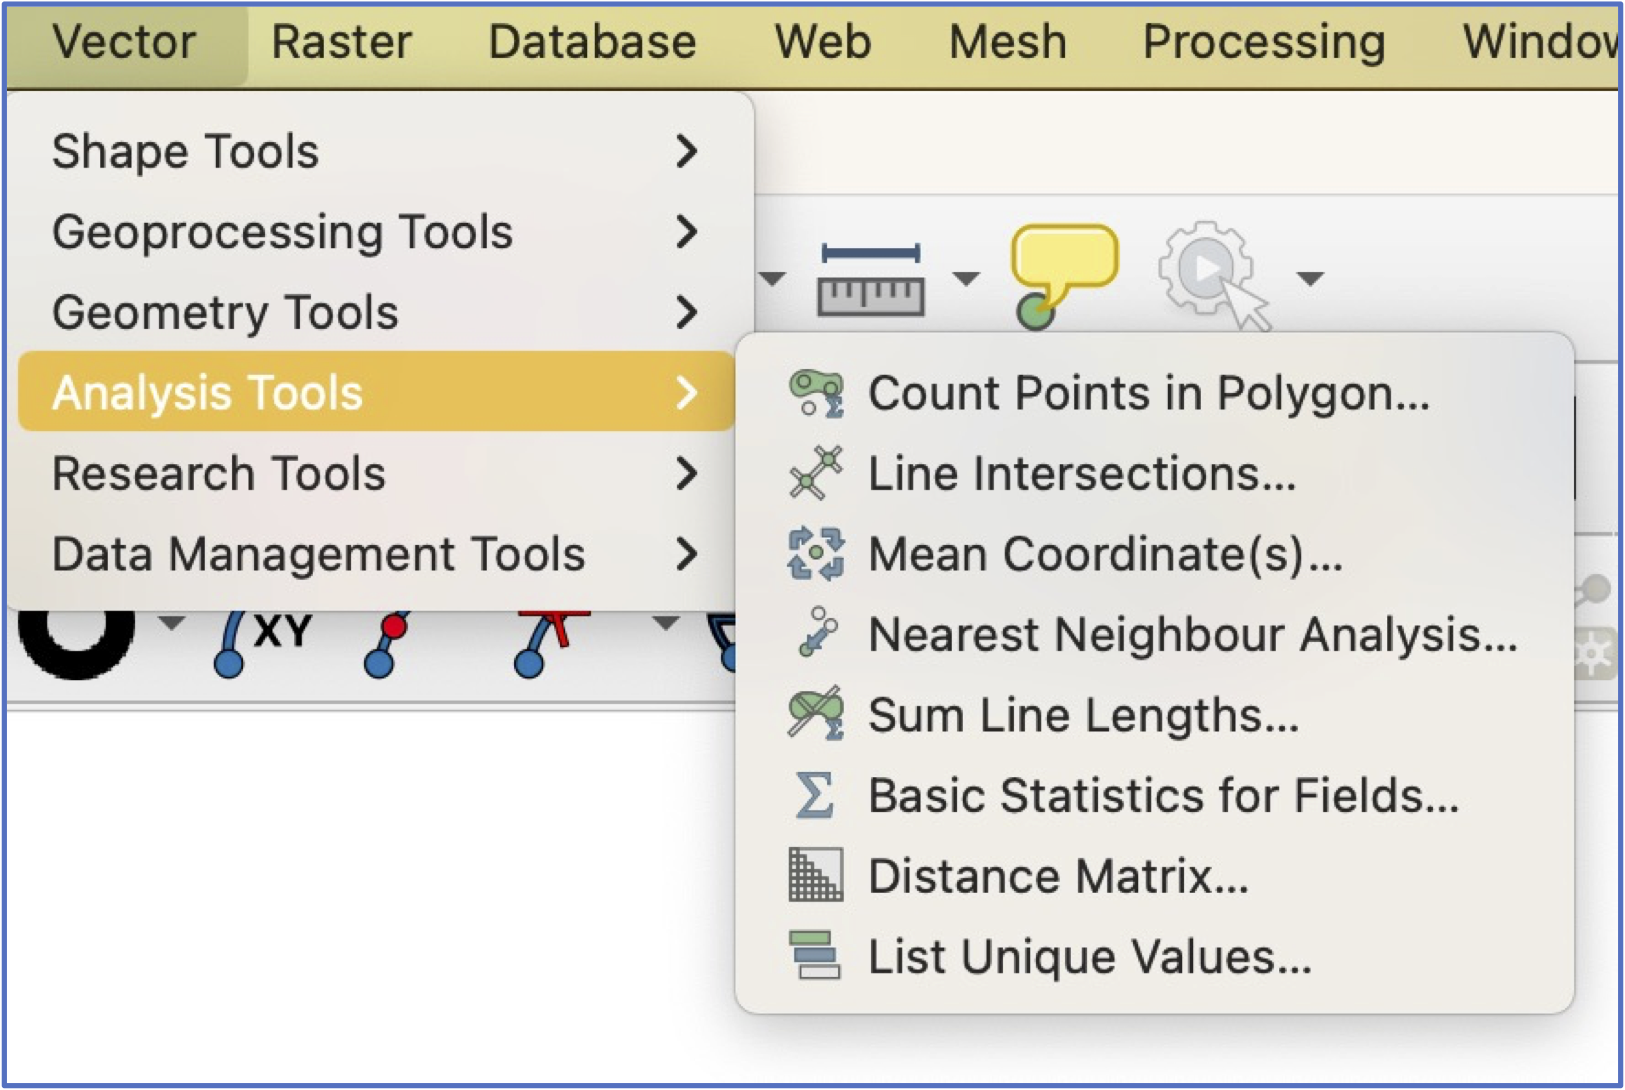 Vector Raster Database Web Mesh Processing Window
Shape Tools
Geoprocessing Tools
Geometry Tools
Analysis Tools
Research Tools
Data Management Tools
Count Points in Polygon...
Line Intersections...
Mean Coordinate(s)...
Nearest Neighbour Analysis...
Sum Line Lengths...
Basic Statistics for Fields...
Distance Matrix...
List Unique Values...
XY